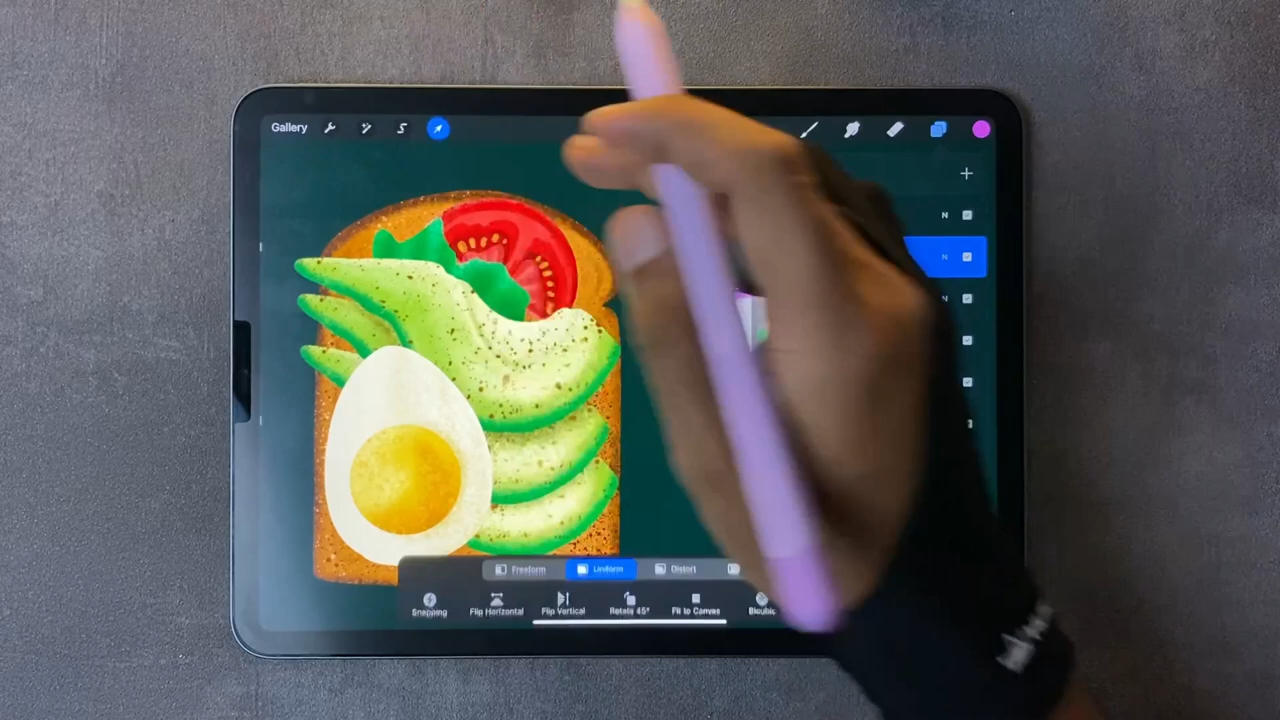 Gallery
N
N
N
Freeform Uniform Distort
Snapping Flip Horizontal Flip Vertical Rotate 45° Fit to Canvas